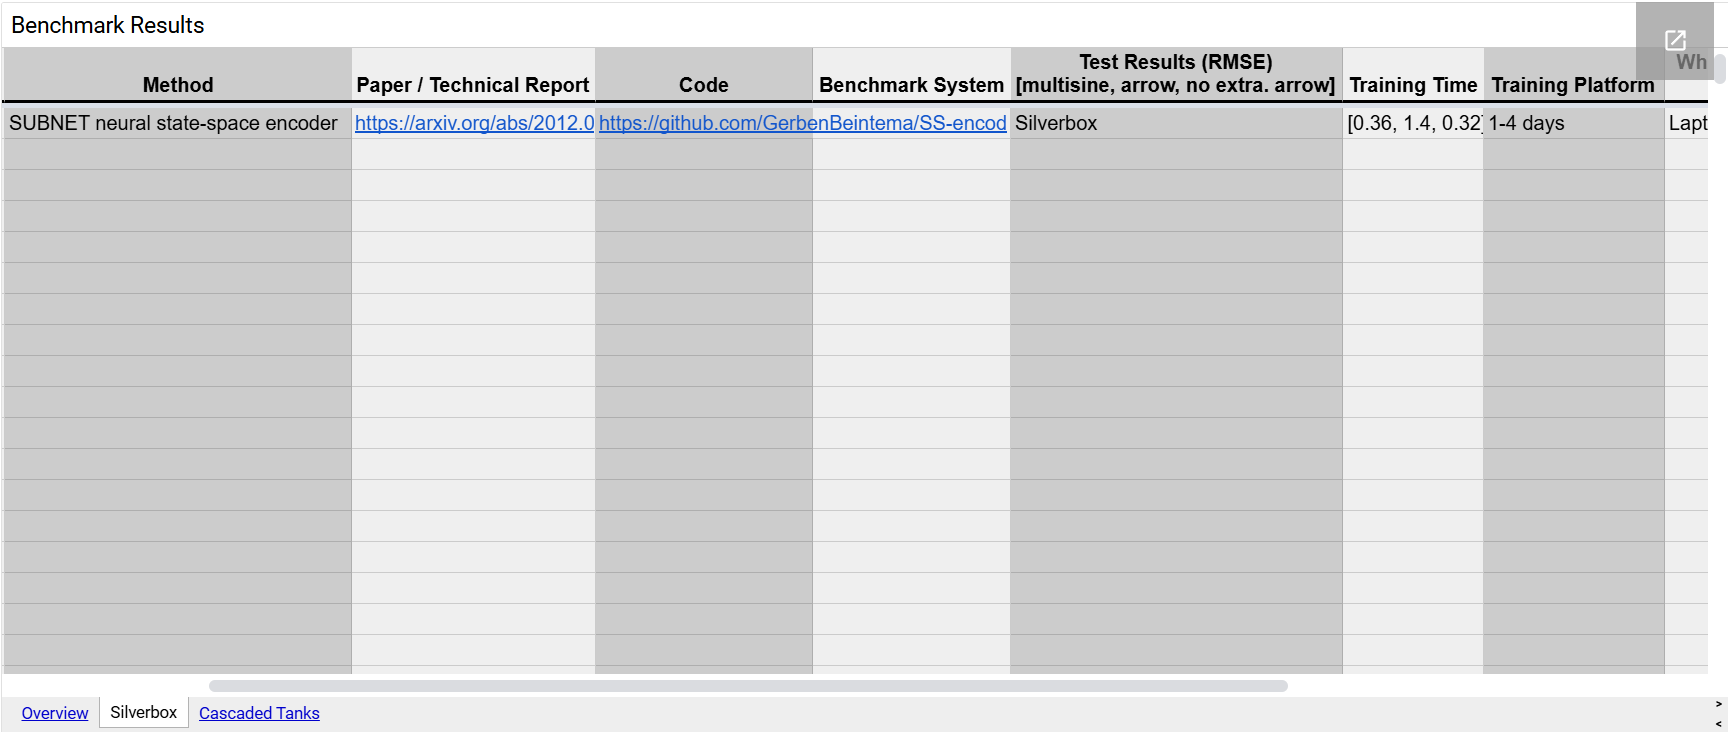 Benchmark Results
Method
Paper / Technical Report
Code
Benchmark System
Test Results (RMSE)
[multisine, arrow, no extra. arrow]
Training Time
Training Platform
Wh
SUBNET neural state-space encoder
https://arxiv.org/abs/2012.0
https://github.com/GerbenBeintema/SS-encod
Silverbox
[0.36, 1.4, 0.32]
1-4 days
Lapt
Overview
Silverbox
Cascaded Tanks
>
<